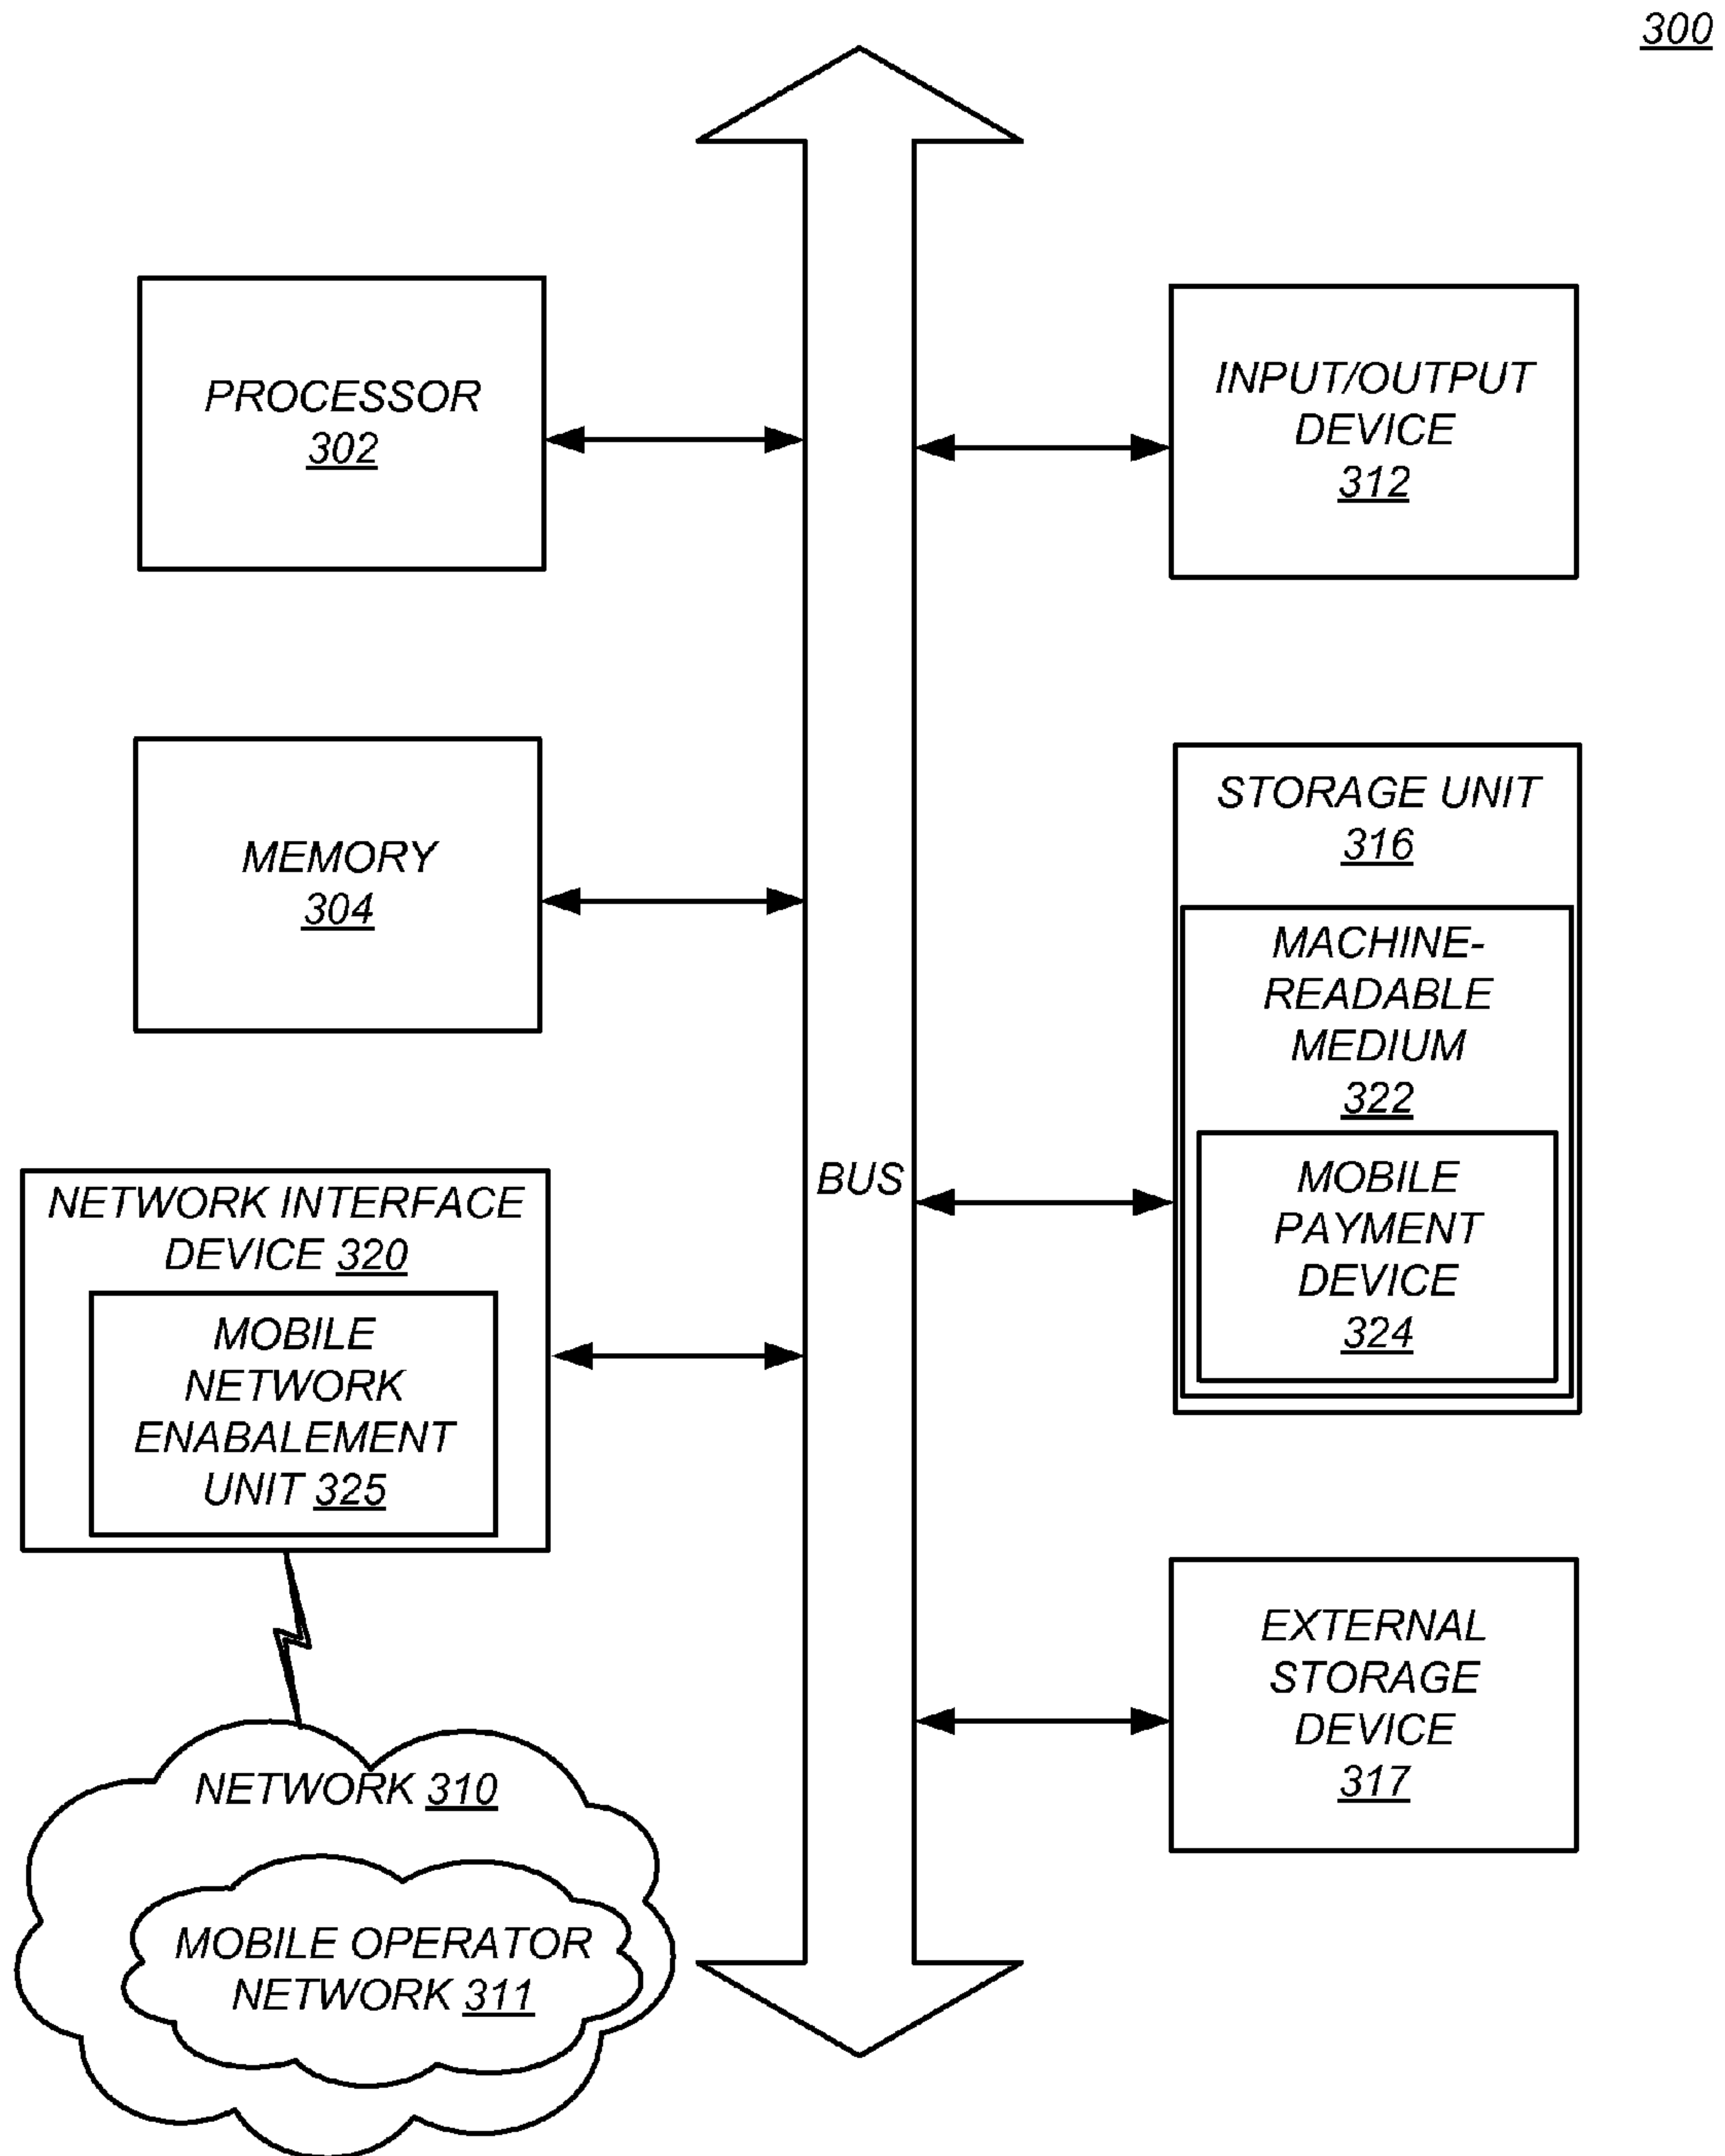 300
PROCESSOR
302
INPUT/OUTPUT
DEVICE
312
MEMORY
304
STORAGE UNIT
316
MACHINE-
READABLE
MEDIUM
322
MOBILE
PAYMENT
DEVICE
324
BUS
NETWORK INTERFACE
DEVICE 320
MOBILE
NETWORK
ENABALEMENT
UNIT 325
EXTERNAL
STORAGE
DEVICE
317
NETWORK 310
MOBILE OPERATOR
NETWORK 311